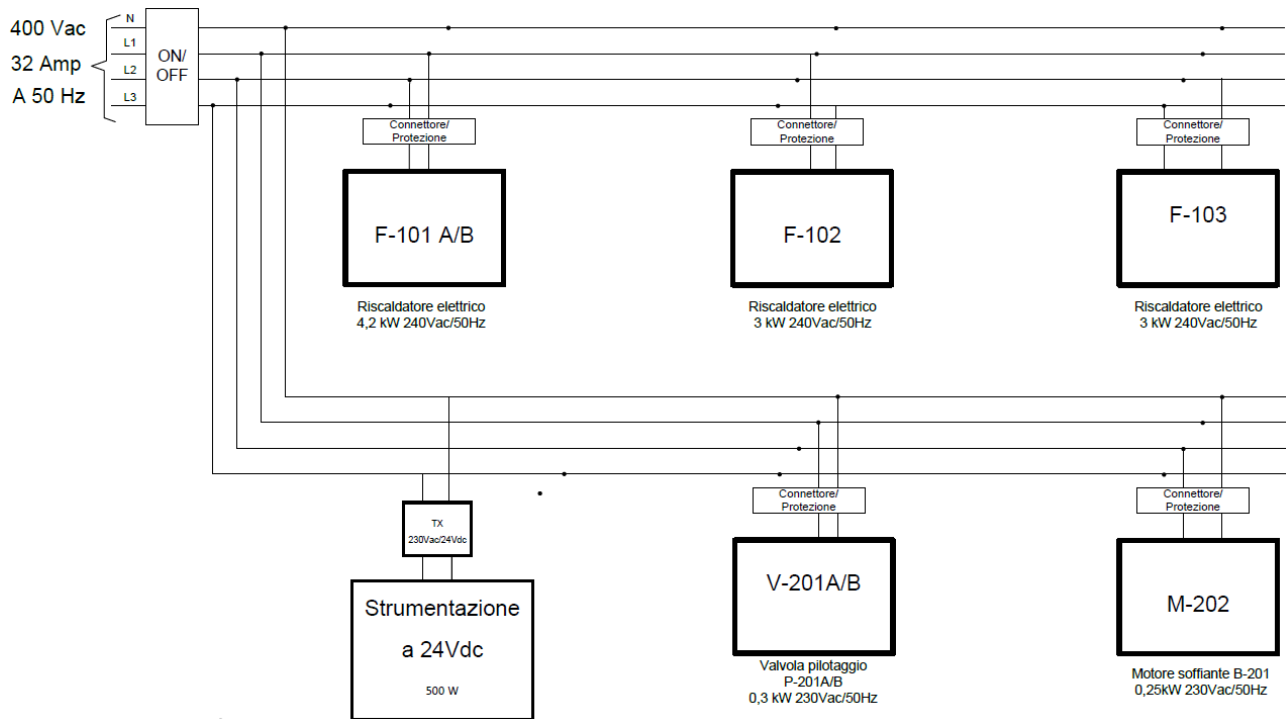 400 Vac
32 Amp
A 50 Hz
N
L1
L2
L3
ON/
OFF
Connettore/
Protezione
Connettore/
Protezione
Connettore/
Protezione
F-101 A/B
F-102
F-103
Riscaldatore elettrico
4,2 kW 240Vac/50Hz
Riscaldatore elettrico
3 kW 240Vac/50Hz
Riscaldatore elettrico
3 kW 240Vac/50Hz
TX
230Vac/24Vdc
Connettore/
Protezione
Connettore/
Protezione
Strumentazione
a 24Vdc
500 W
V-201A/B
M-202
Valvola pilotaggio
P-201A/B
0,3 kW 230Vac/50Hz
Motore soffiante B-201
0,25kW 230Vac/50Hz